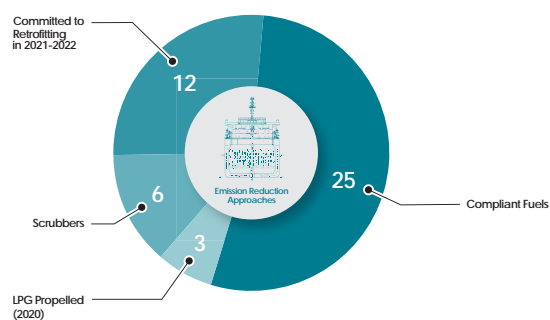 Committed to
Retrofitting
in 2021-2022
12
25
Emission Reduction
Approaches
6
Compliant Fuels
Scrubbers
3
LPG Propelled
(2020)